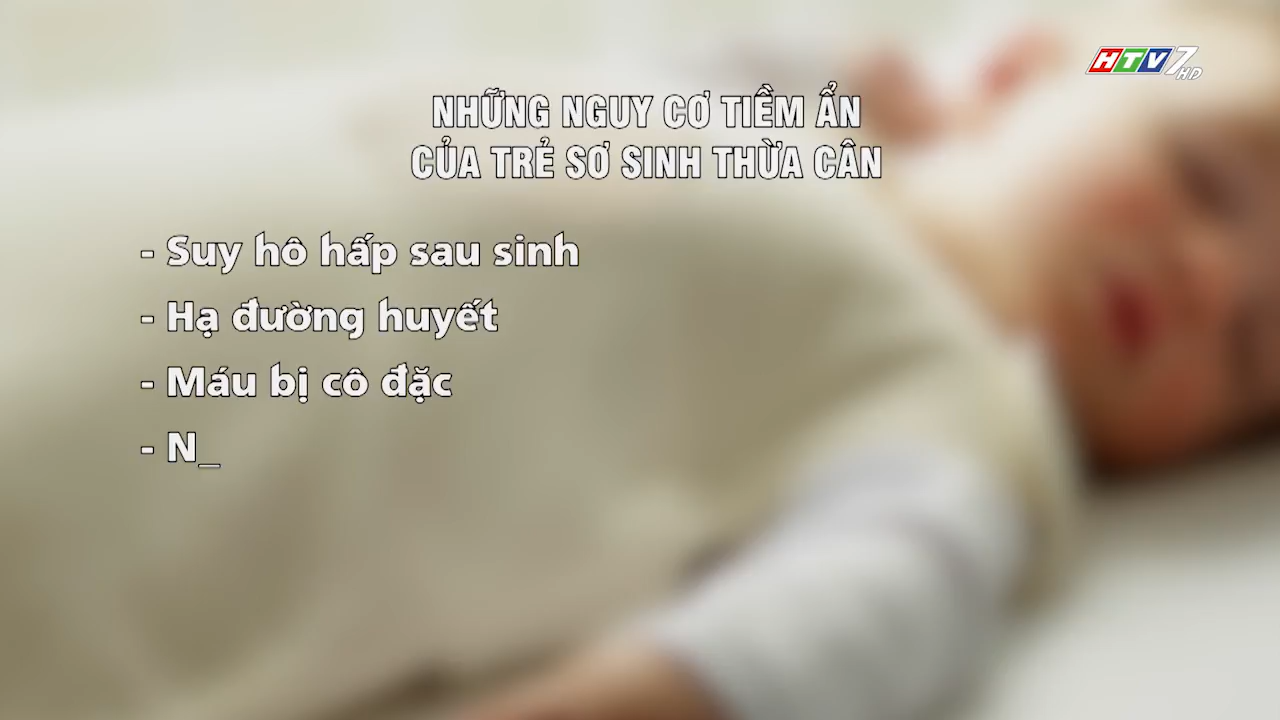 HTV7 HD
NHỮNG NGUY CƠ TIỀM ẨN
CỦA TRẺ SƠ SINH THỪA CÂN
- Suy hô hấp sau sinh
- Hạ đường huyết
- Máu bị cô đặc
- N_